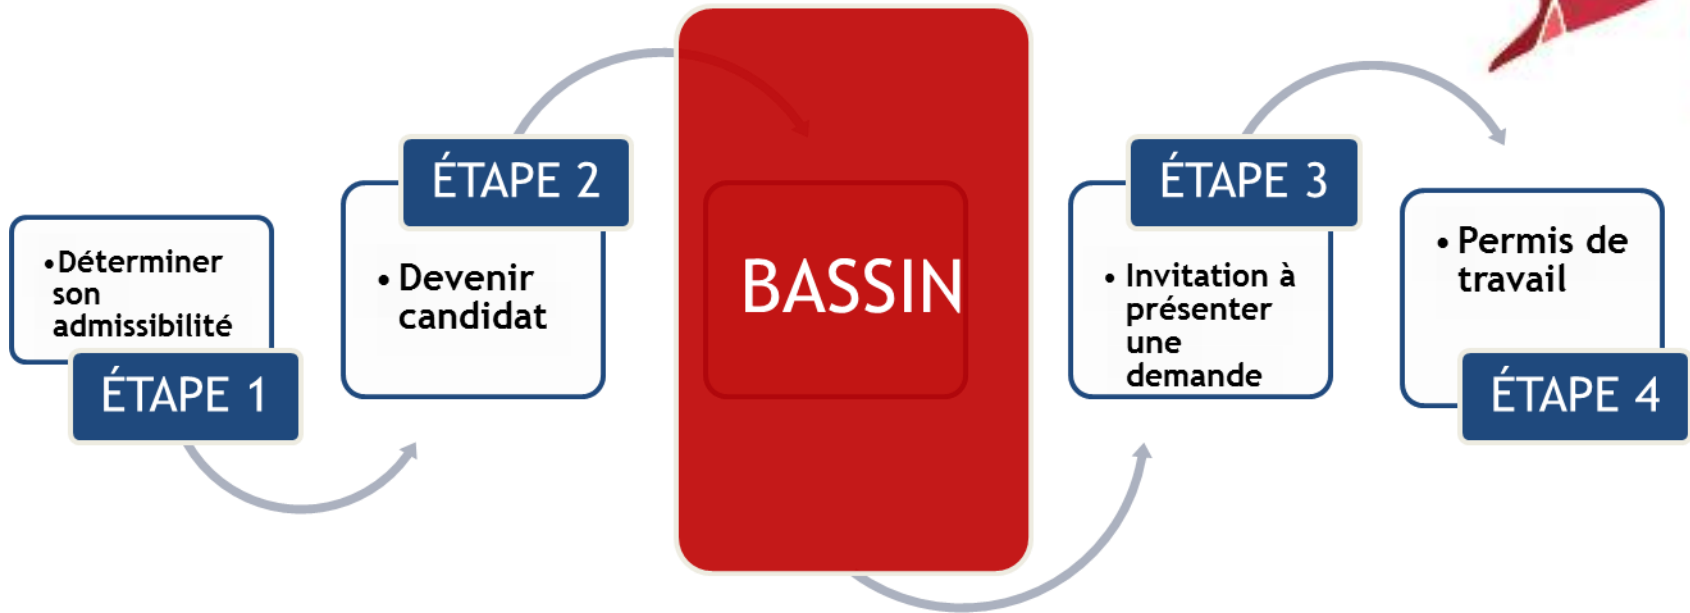 •Déterminer
son
admissibilité
ÉTAPE 1
ÉTAPE 2
• Devenir
candidat
BASSIN
ÉTAPE 3
• Invitation à
présenter
une
demande
• Permis de
travail
ÉTAPE 4